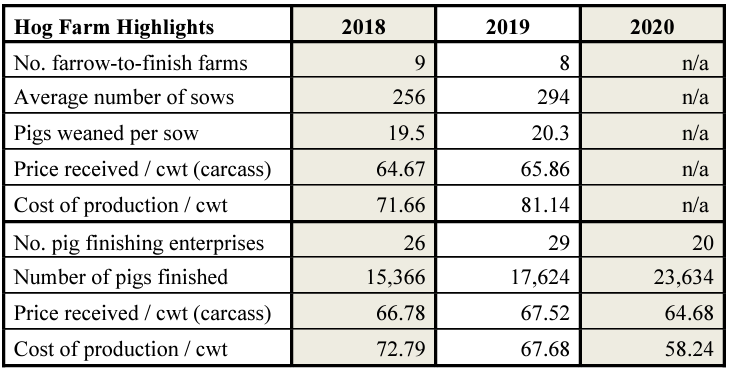 Hog Farm Highlights 2018 2019 2020
No. farrow-to-finish farms 9 8 n/a
Average number of sows 256 294 n/a
Pigs weaned per sow 19.5 20.3 n/a
Price received / cwt (carcass) 64.67 65.86 n/a
Cost of production / cwt 71.66 81.14 n/a
No. pig finishing enterprises 26 29 20
Number of pigs finished 15,366 17,624 23,634
Price received / cwt (carcass) 66.78 67.52 64.68
Cost of production / cwt 72.79 67.68 58.24